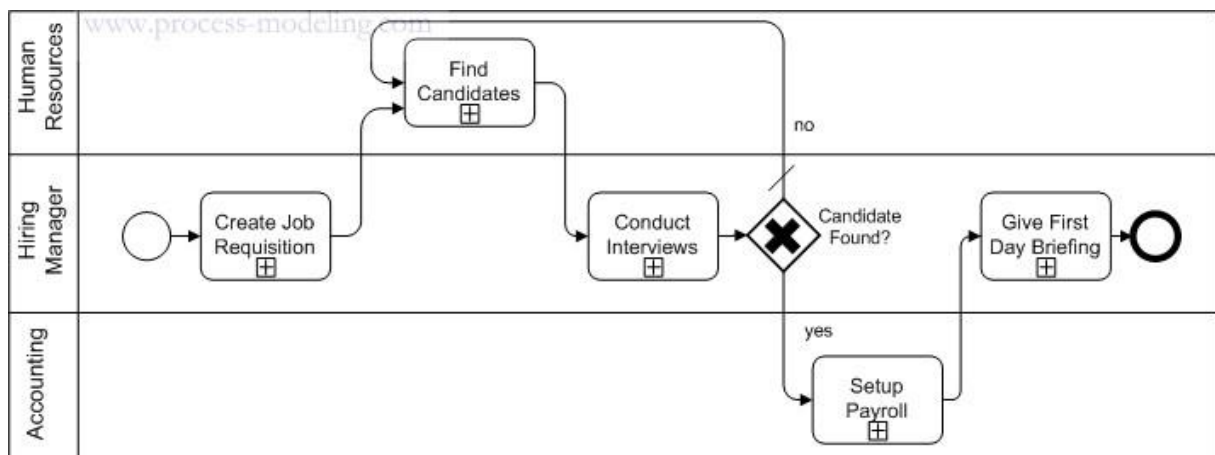 www.process-modeling.com
Human
Resources
Find
Candidates
no
Hiring
Manager
Create Job
Requisition
Conduct
Interviews
Candidate
Found?
Give First
Day Briefing
Accounting
yes
Setup
Payroll